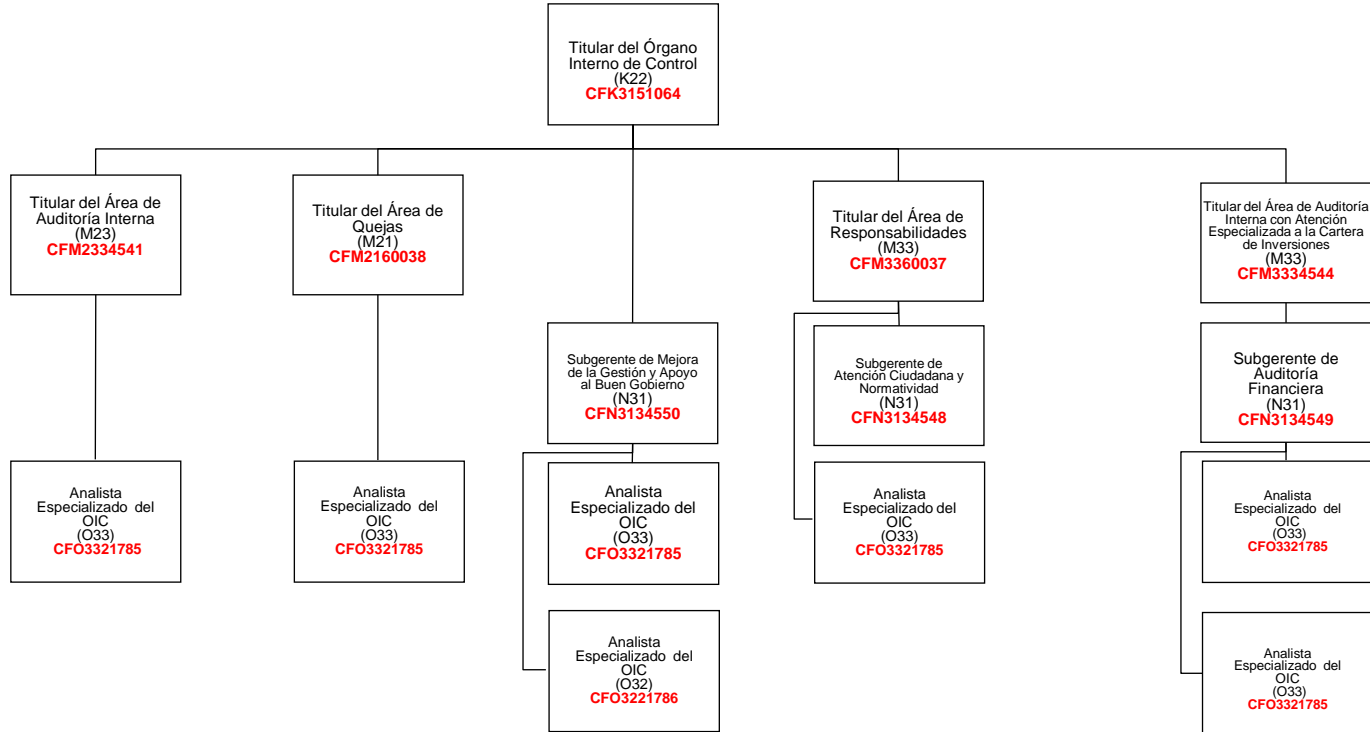 Titular del Órgano
Interno de Control
(K22)
CFK3151064
Titular del Área de
Auditoría Interna
(M23)
CFM2334541
Titular del Área de
Quejas
(M21)
CFM2160038
Titular del Área de
Responsabilidades
(M33)
CFM3360037
Titular del Área de Auditoría
Interna con Atención
Especializada a la Cartera
de Inversiones
(M33)
CFM3334544
Subgerente de Mejora
de la Gestión y Apoyo
al Buen Gobierno
(N31)
CFN3134550
Subgerente de
Atención Ciudadana y
Normatividad
(N31)
CFN3134548
Subgerente de
Auditoría
Financiera
(N31)
CFN3134549
Analista
Especializado del
OIC
(O33)
CFO3321785
Analista
Especializado del
OIC
(O33)
CFO3321785
Analista
Especializado del
OIC
(O33)
CFO3321785
Analista
Especializado del
OIC
(O33)
CFO3321785
Analista
Especializado del
OIC
(O33)
CFO3321785
Analista
Especializado del
OIC
(O32)
CFO3221786
Analista
Especializado del
OIC
(O33)
CFO3321785